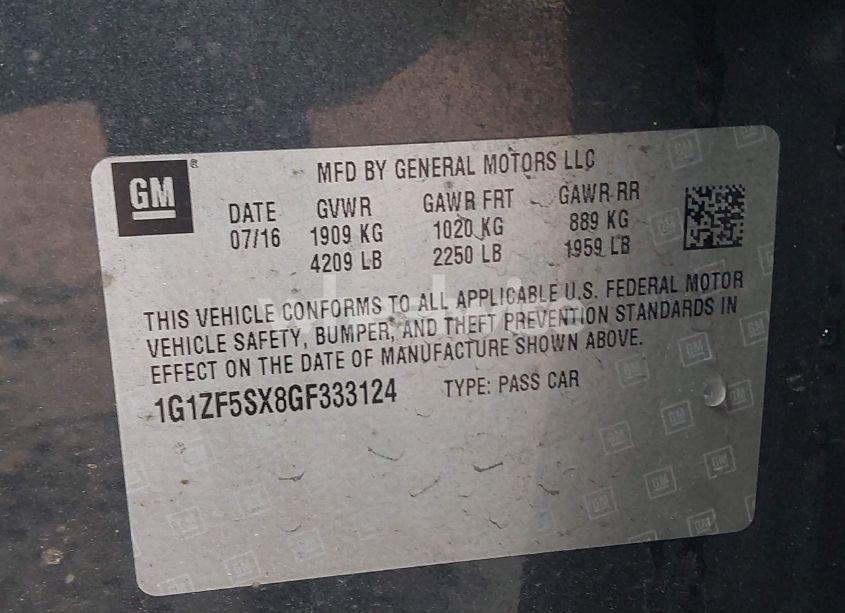 GM
MFD BY GENERAL MOTORS LLC
DATE GVWR GAWR FRT GAWR RR
07/16 1909 KG 1020 KG 889 KG
4209 LB 2250 LB 1959 LB
THIS VEHICLE CONFORMS TO ALL APPLICABLE U.S. FEDERAL MOTOR
VEHICLE SAFETY, BUMPER, AND THEFT PREVENTION STANDARDS IN
EFFECT ON THE DATE OF MANUFACTURE SHOWN ABOVE.
1G1ZF5SX8GF333124 TYPE: PASS CAR